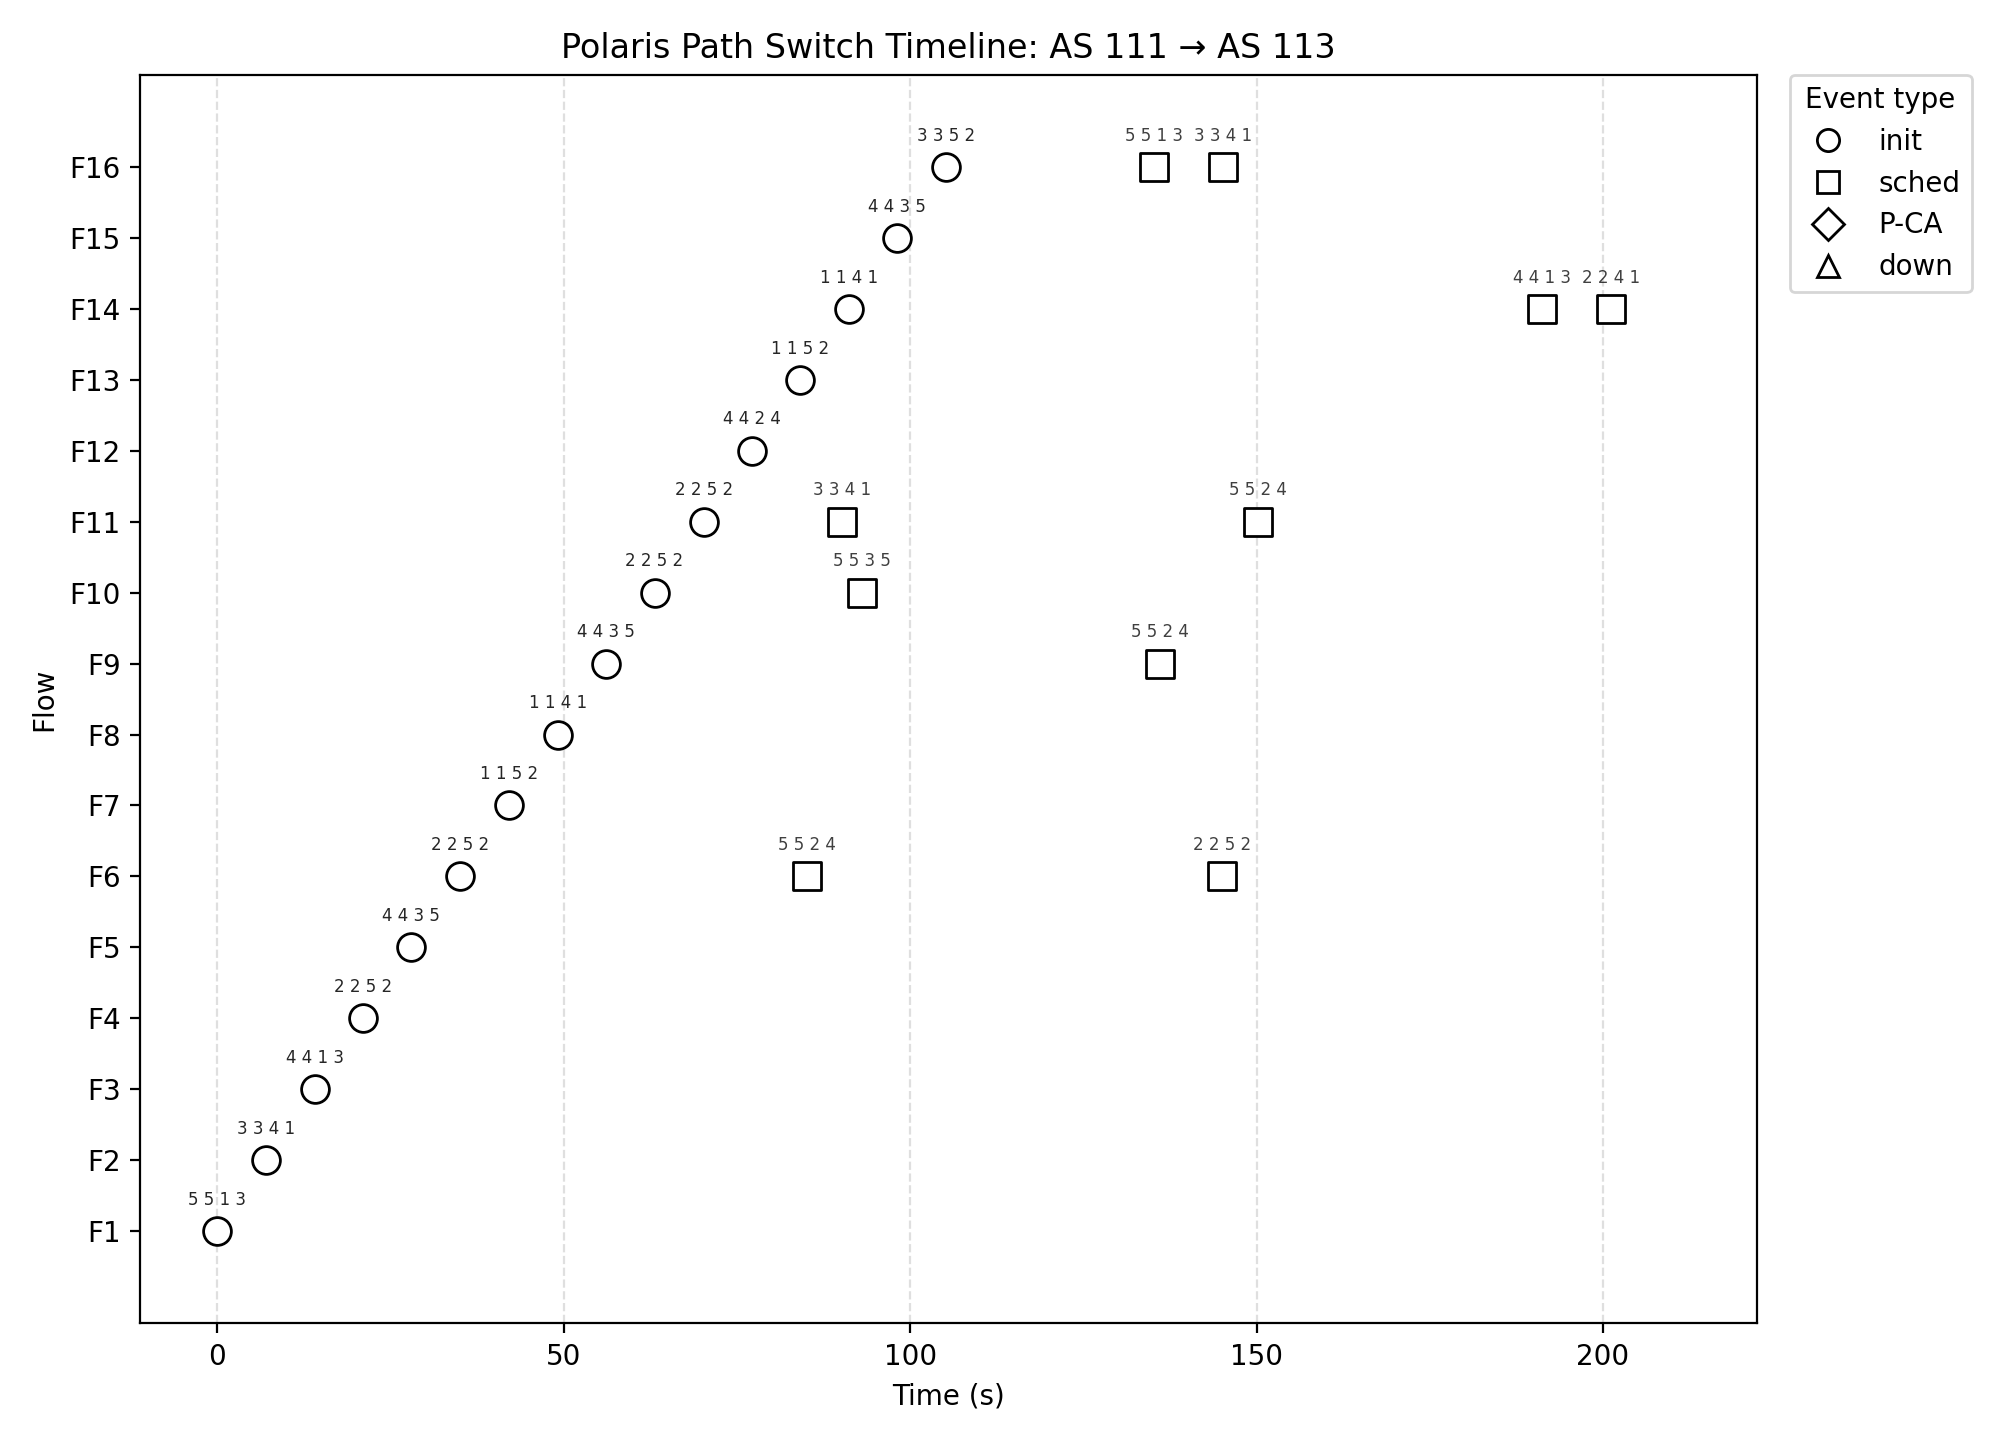 Polaris Path Switch Timeline: AS 111 → AS 113
Event type
init
sched
P-CA
down
3 3 5 2 5 5 1 3 3 3 4 1
F16
4 4 3 5
F15
1 1 4 1 4 4 1 3 2 2 4 1
F14
1 1 5 2
F13
4 4 2 4
F12
2 2 5 2 3 3 4 1 5 5 2 4
F11
2 2 5 2 5 5 3 5
F10
4 4 3 5 5 5 2 4
F9
1 1 4 1
F8
1 1 5 2
F7
2 2 5 2 5 5 2 4 2 2 5 2
F6
4 4 3 5
F5
2 2 5 2
F4
4 4 1 3
F3
3 3 4 1
F2
5 5 1 3
F1
Flow
0 50 100 150 200
Time (s)